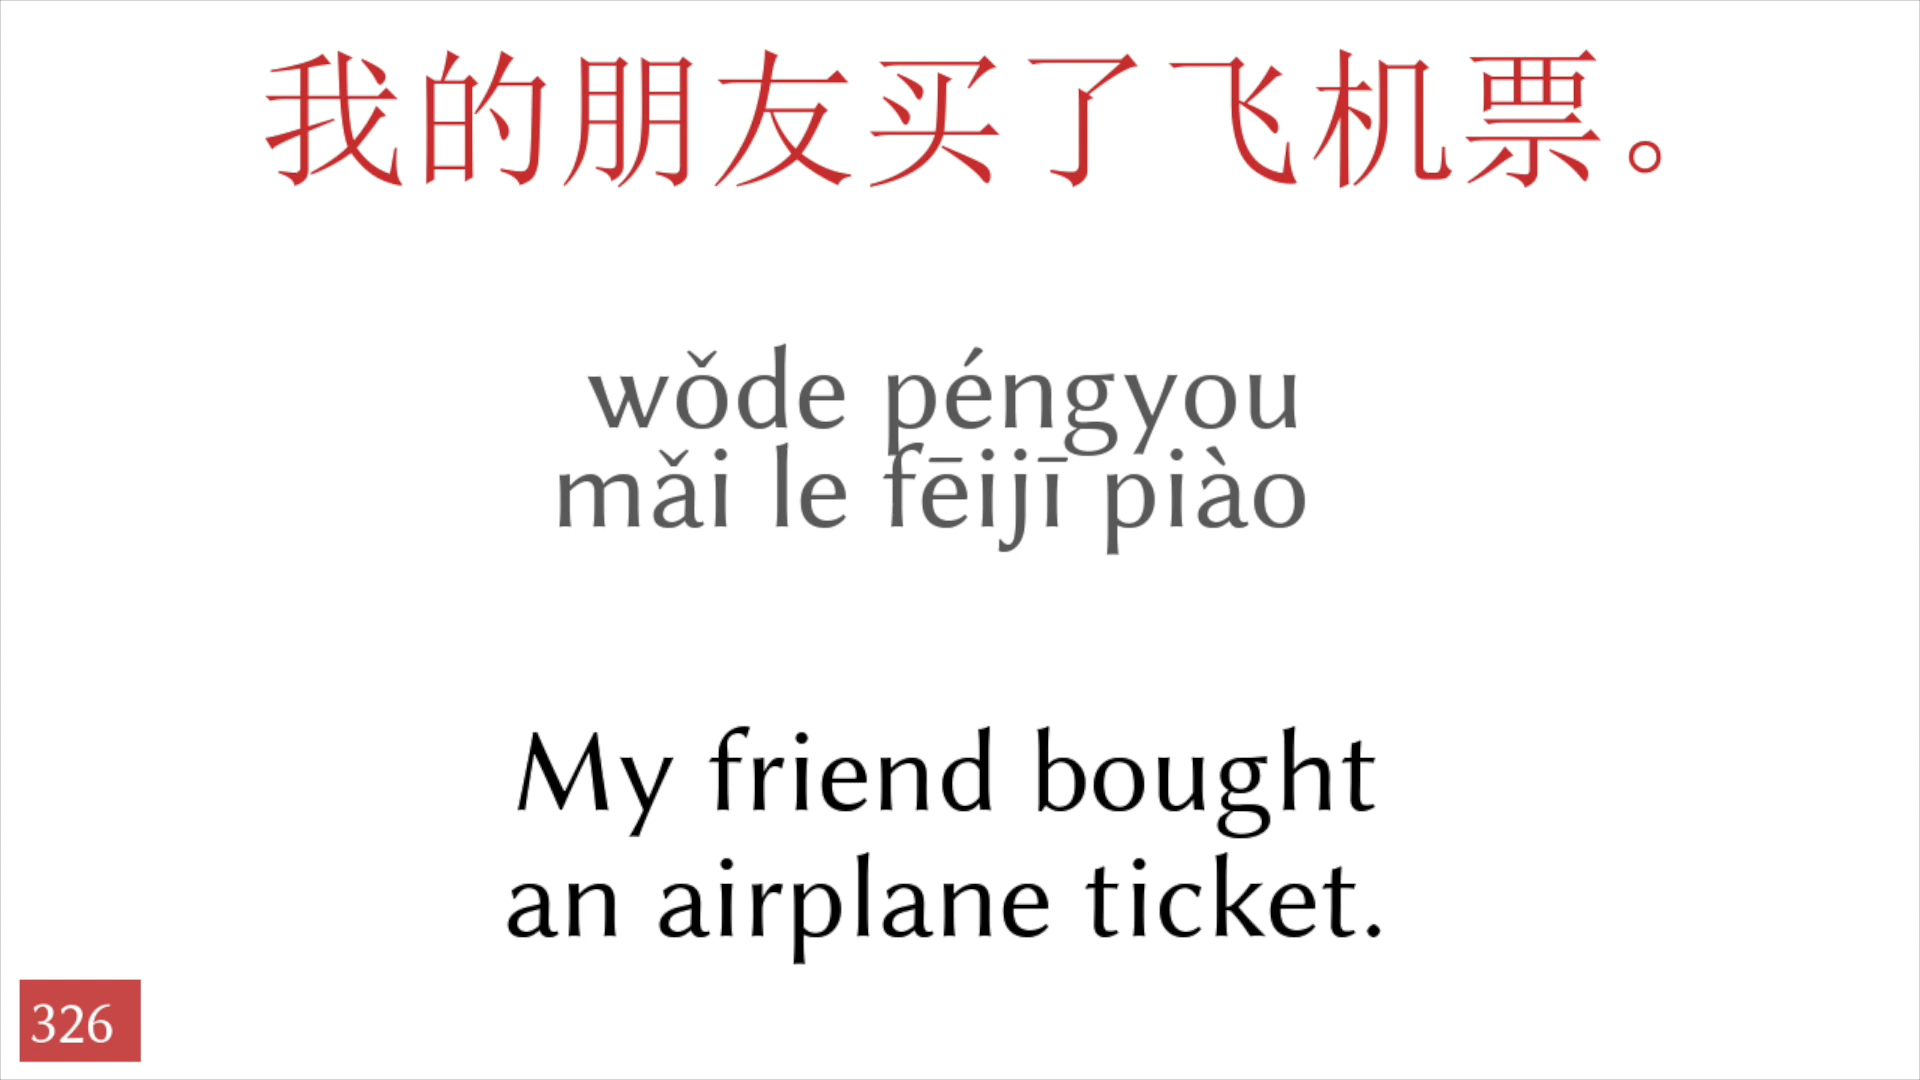 我的朋友买了飞机票。
wǒde péngyou
mǎi le fēijī piào
My friend bought
an airplane ticket.
326